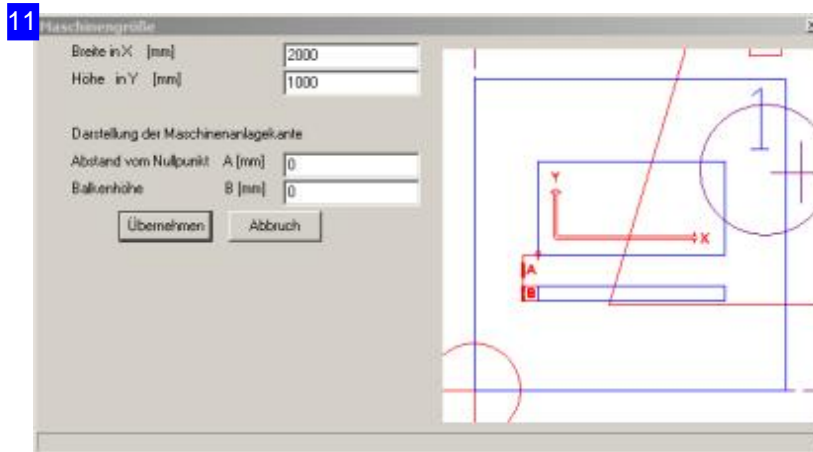 11
Maschinengröße
Breite in X [mm] 2000
Höhe in Y [mm] 1000
Darstellung der Maschinenanlagekante
Abstand vom Nullpunkt A [mm] 0
Balkenhöhe B [mm] 0
Übernehmen Abbruch
1
Y
X
A
B